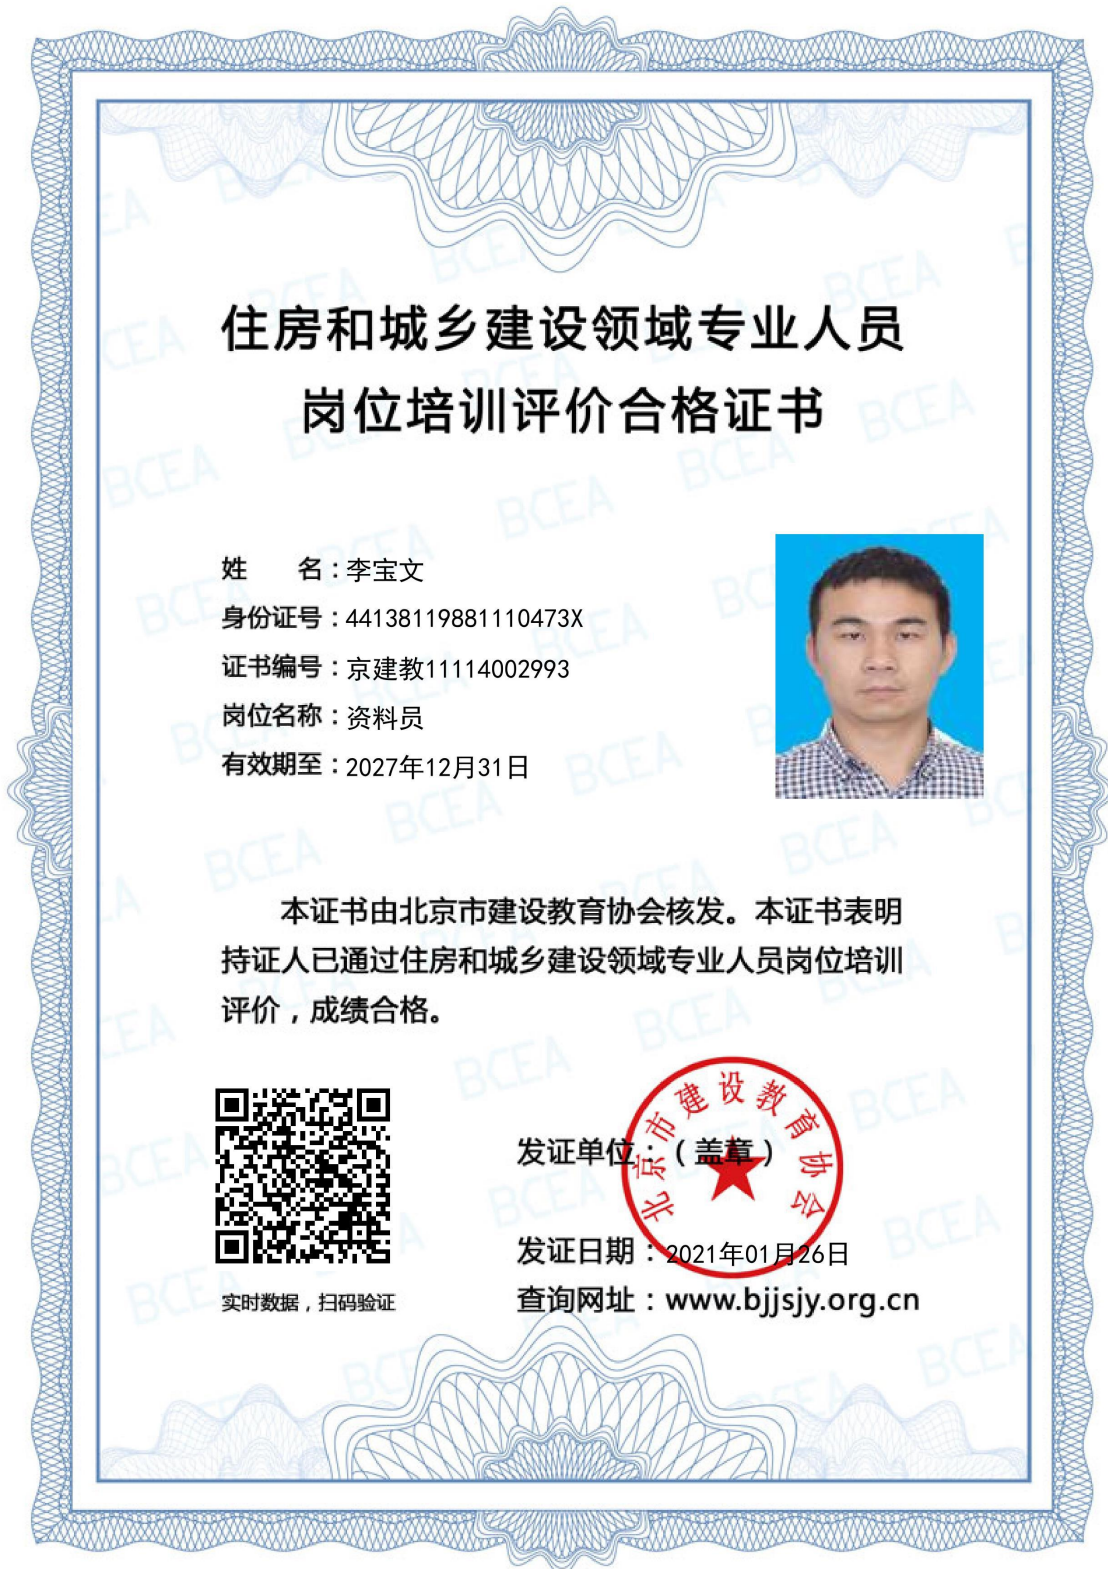 住房和城乡建设领域专业人员
岗位培训评价合格证书
姓 名：李宝文
身份证号：44138119881110473X
证书编号：京建教11114002993
岗位名称：资料员
有效期至：2027年12月31日
本证书由北京市建设教育协会核发。本证书表明
持证人已通过住房和城乡建设领域专业人员岗位培训
评价，成绩合格。
北京市建设教育协会
发证单位：（盖章）
发证日期：2021年01月26日
查询网址：www.bjjsjy.org.cn
实时数据，扫码验证
BCEA